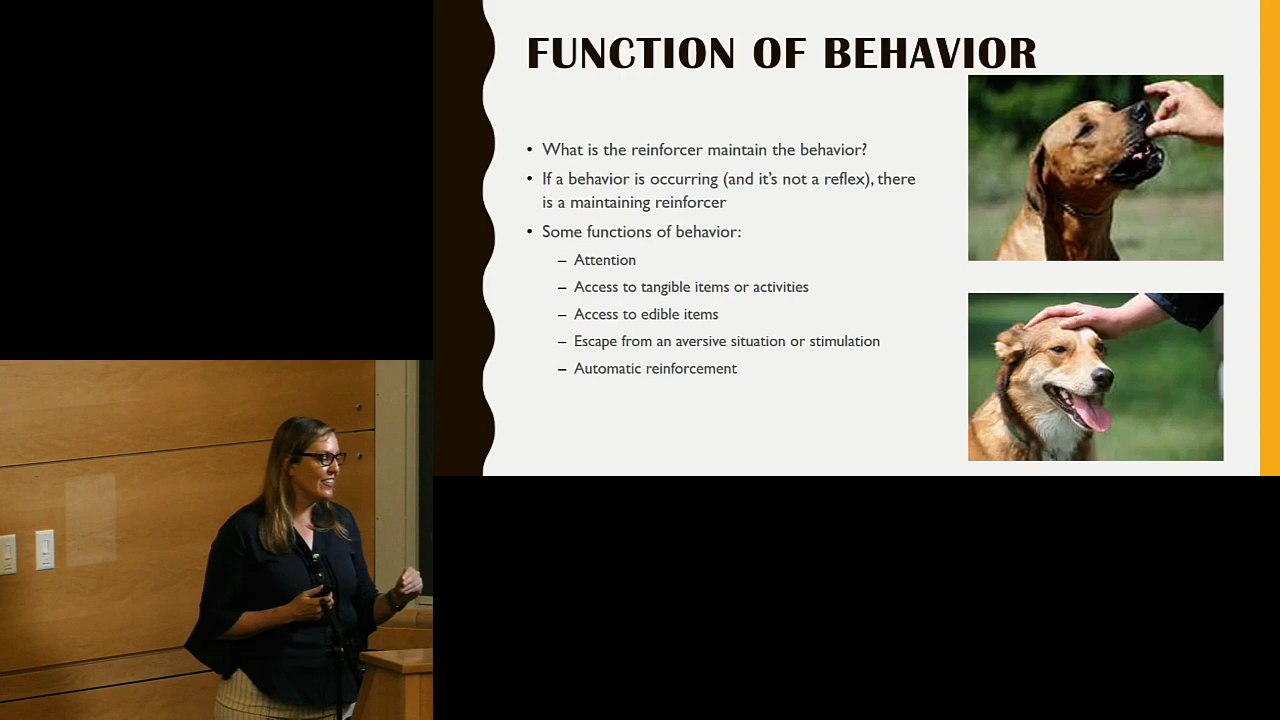 FUNCTION OF BEHAVIOR
• What is the reinforcer maintain the behavior?
• If a behavior is occurring (and it's not a reflex), there
is a maintaining reinforcer
• Some functions of behavior:
– Attention
– Access to tangible items or activities
– Access to edible items
– Escape from an aversive situation or stimulation
– Automatic reinforcement